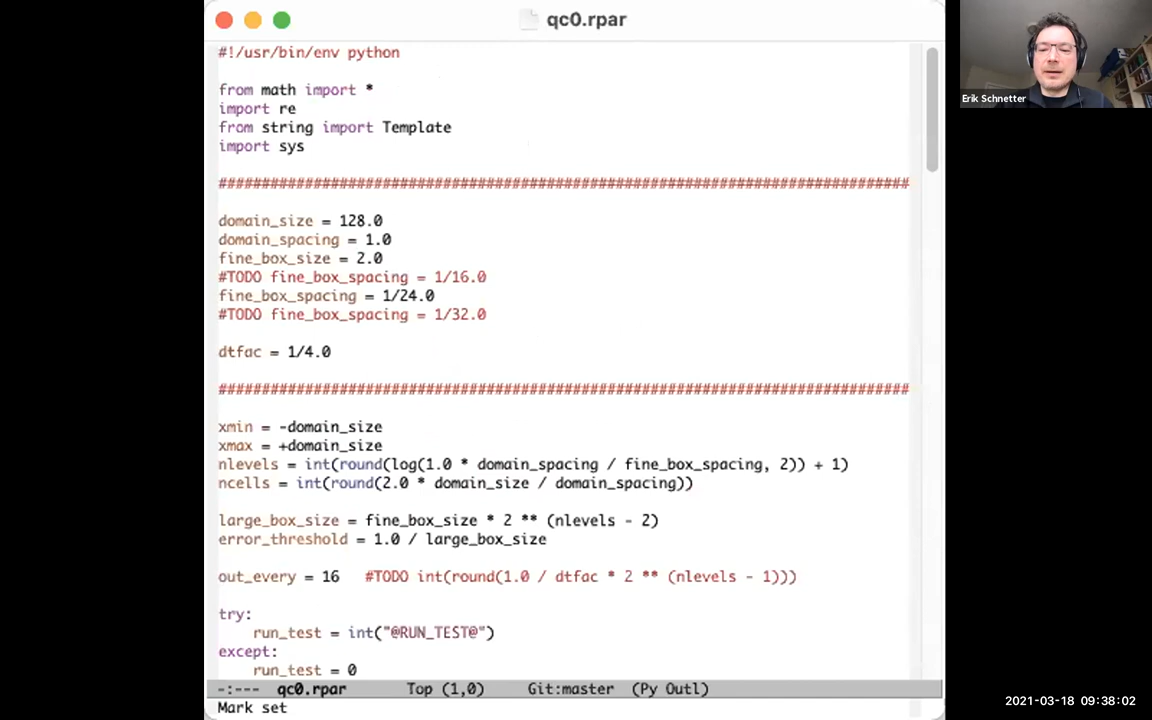 qc0.rpar
#!/usr/bin/env python
from math import *
import re
from string import Template
import sys
################################################################################
domain_size = 128.0
domain_spacing = 1.0
fine_box_size = 2.0
#TODO fine_box_spacing = 1/16.0
fine_box_spacing = 1/24.0
#TODO fine_box_spacing = 1/32.0
dtfac = 1/4.0
################################################################################
xmin = -domain_size
xmax = +domain_size
nlevels = int(round(log(1.0 * domain_spacing / fine_box_spacing, 2)) + 1)
ncells = int(round(2.0 * domain_size / domain_spacing))
large_box_size = fine_box_size * 2 ** (nlevels - 2)
error_threshold = 1.0 / large_box_size
out_every = 16   #TODO int(round(1.0 / dtfac * 2 ** (nlevels - 1)))
try:
    run_test = int("@RUN_TEST@")
except:
    run_test = 0
-:---  qc0.rpar       Top (1,0)     Git:master  (Py Outl)
Mark set
Erik Schnetter
2021-03-18 09:38:02